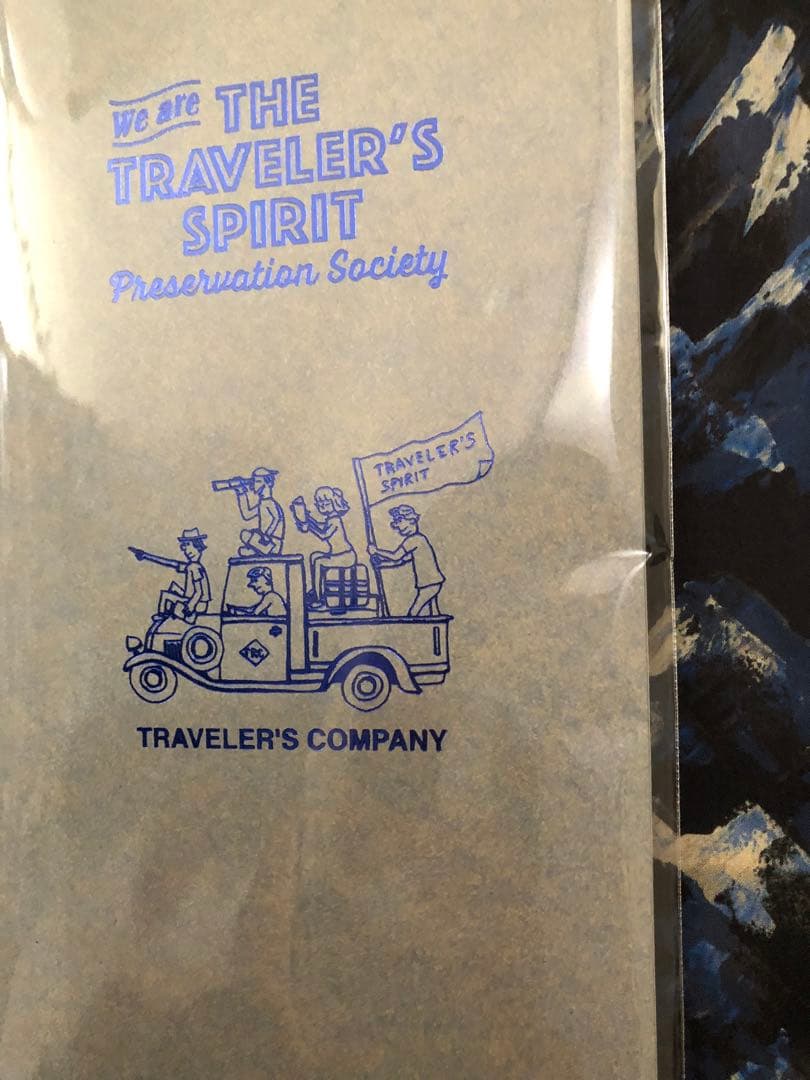 We are THE
TRAVELER'S
SPIRIT
Preservation Society
TRAVELER'S
SPIRIT
TRC
TRAVELER'S COMPANY